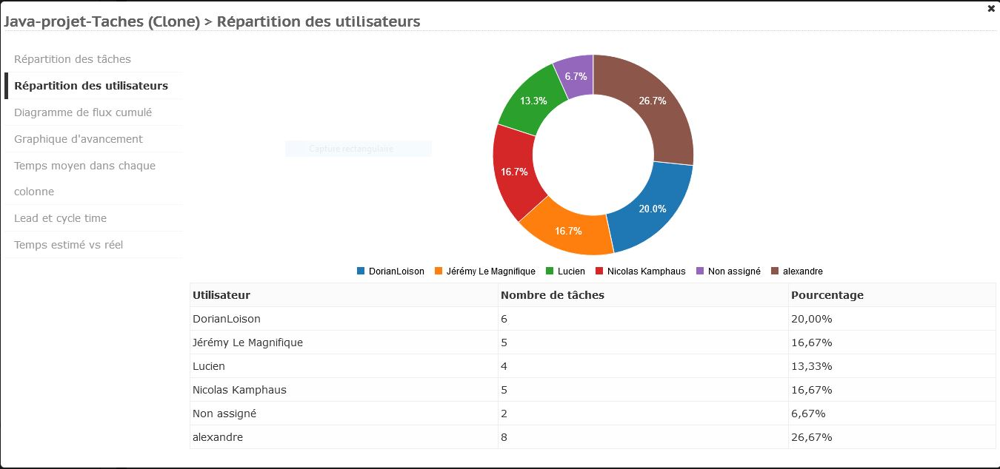 Java-projet-Taches (Clone) > Répartition des utilisateurs
Répartition des tâches
Répartition des utilisateurs
Diagramme de flux cumulé
Graphique d'avancement
Temps moyen dans chaque
colonne
Lead et cycle time
Temps estimé vs réel
Capture rectangulaire
6.7%
26.7%
13.3%
16.7%
20.0%
16.7%
DorianLoison Jérémy Le Magnifique Lucien Nicolas Kamphaus Non assigné alexandre
Utilisateur Nombre de tâches Pourcentage
DorianLoison 6 20,00%
Jérémy Le Magnifique 5 16,67%
Lucien 4 13,33%
Nicolas Kamphaus 5 16,67%
Non assigné 2 6,67%
alexandre 8 26,67%